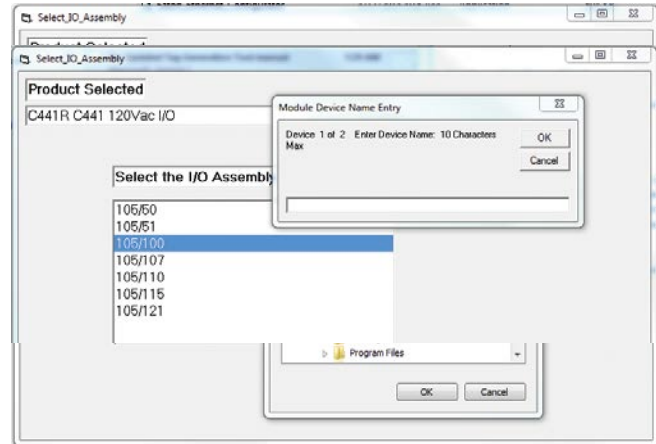 Select_IO_Assembly
Select_IO_Assembly
Product Selected
C441R C441 120Vac I/O
Module Device Name Entry
Device 1 of 2 Enter Device Name: 10 Characters
Max
OK
Cancel
Select the I/O Assembly
105/50
105/51
105/100
105/107
105/110
105/115
105/121
Program Files
OK
Cancel